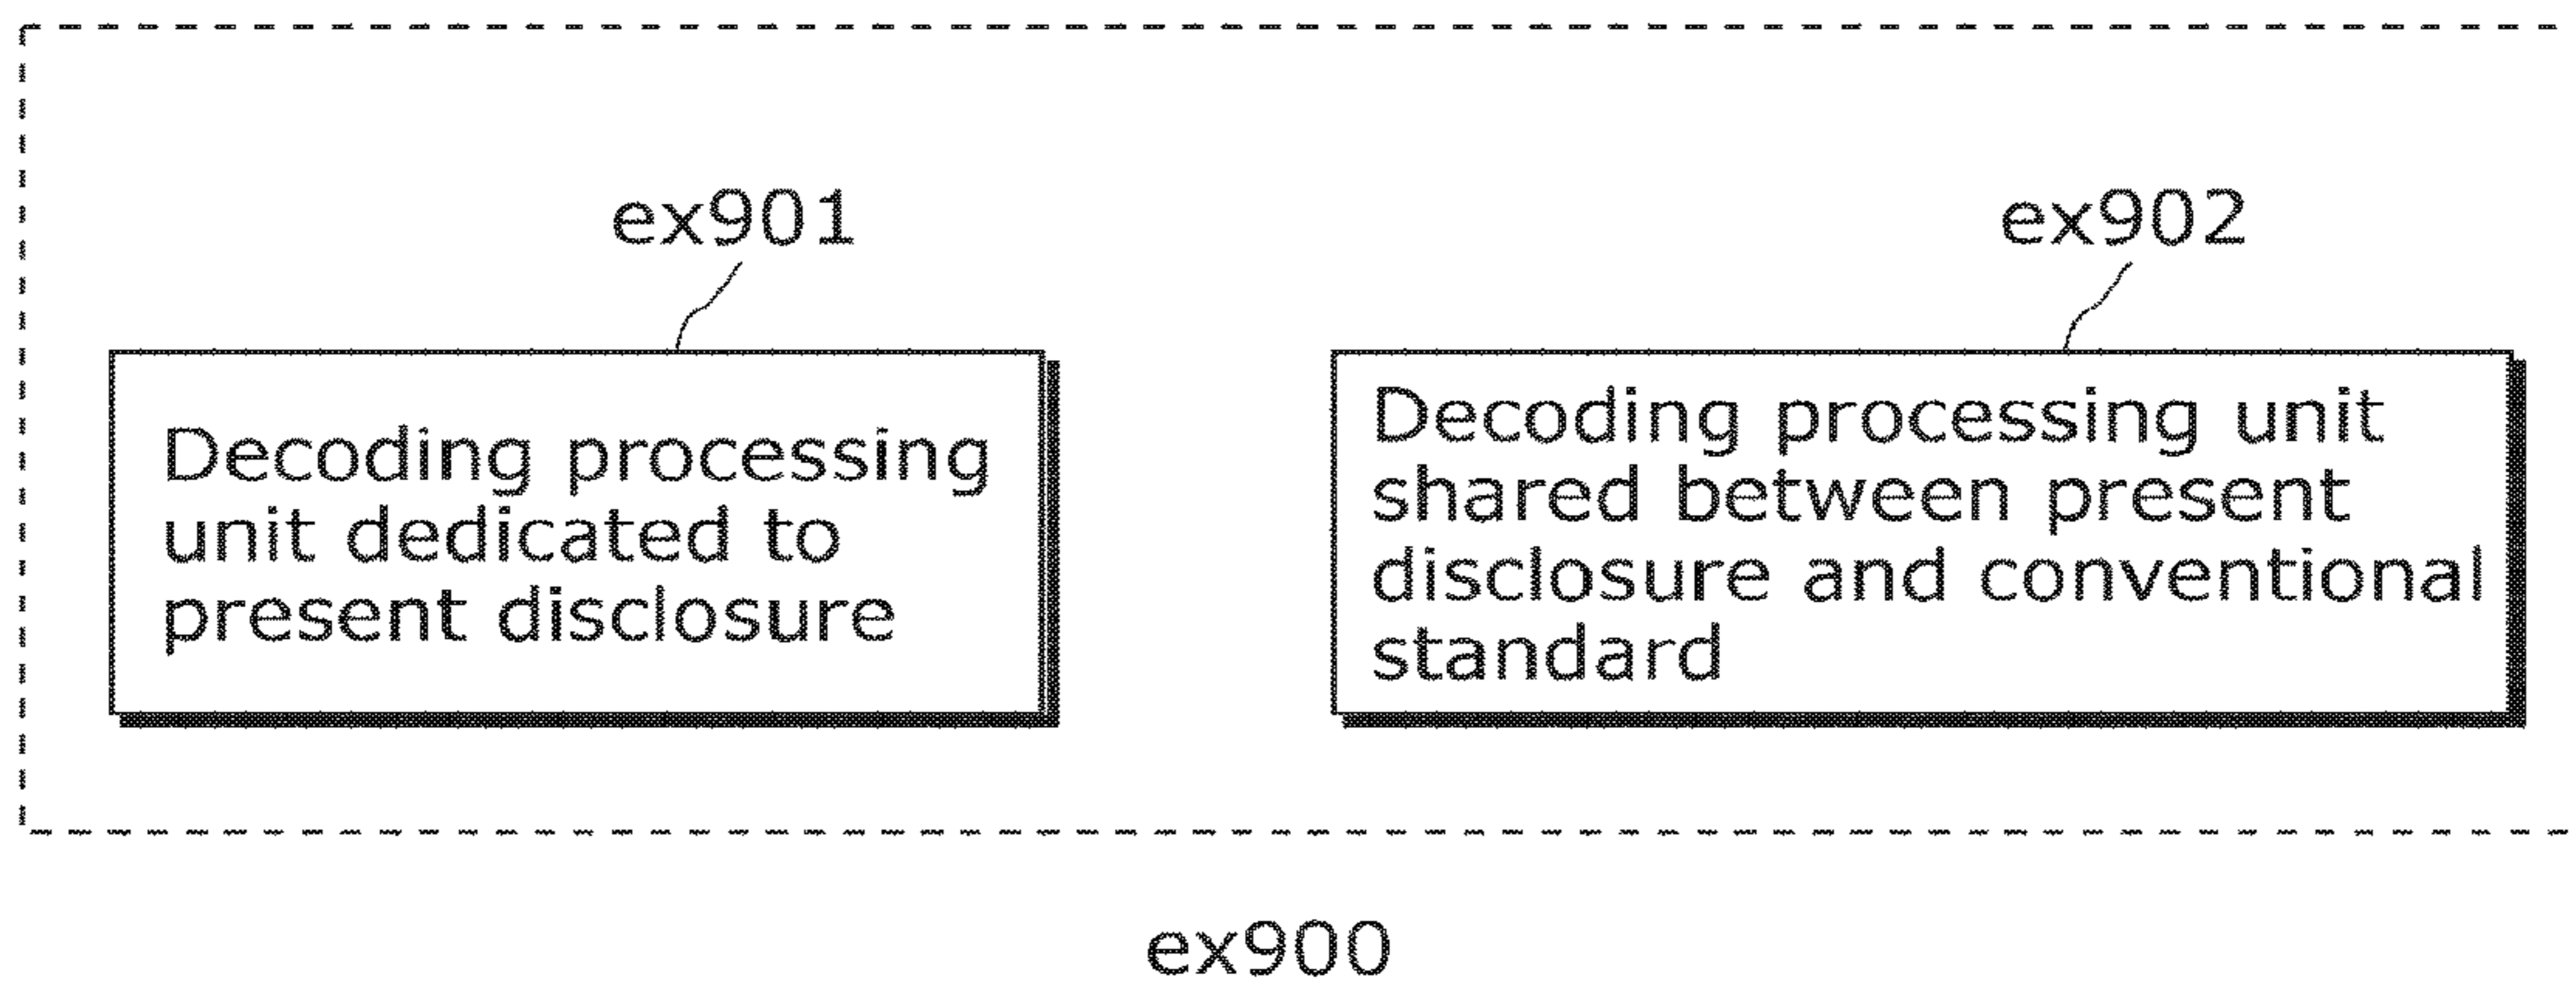 ex901
ex902
Decoding processing
unit dedicated to
present disclosure
Decoding processing unit
shared between present
disclosure and conventional
standard
ex900